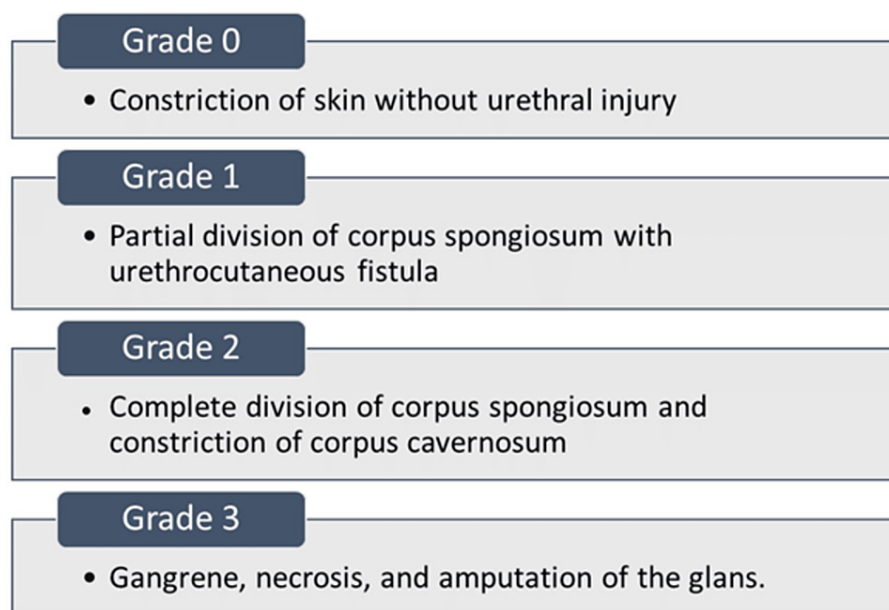 Grade 0
• Constriction of skin without urethral injury
Grade 1
• Partial division of corpus spongiosum with
urethrocutaneous fistula
Grade 2
• Complete division of corpus spongiosum and
constriction of corpus cavernosum
Grade 3
• Gangrene, necrosis, and amputation of the glans.